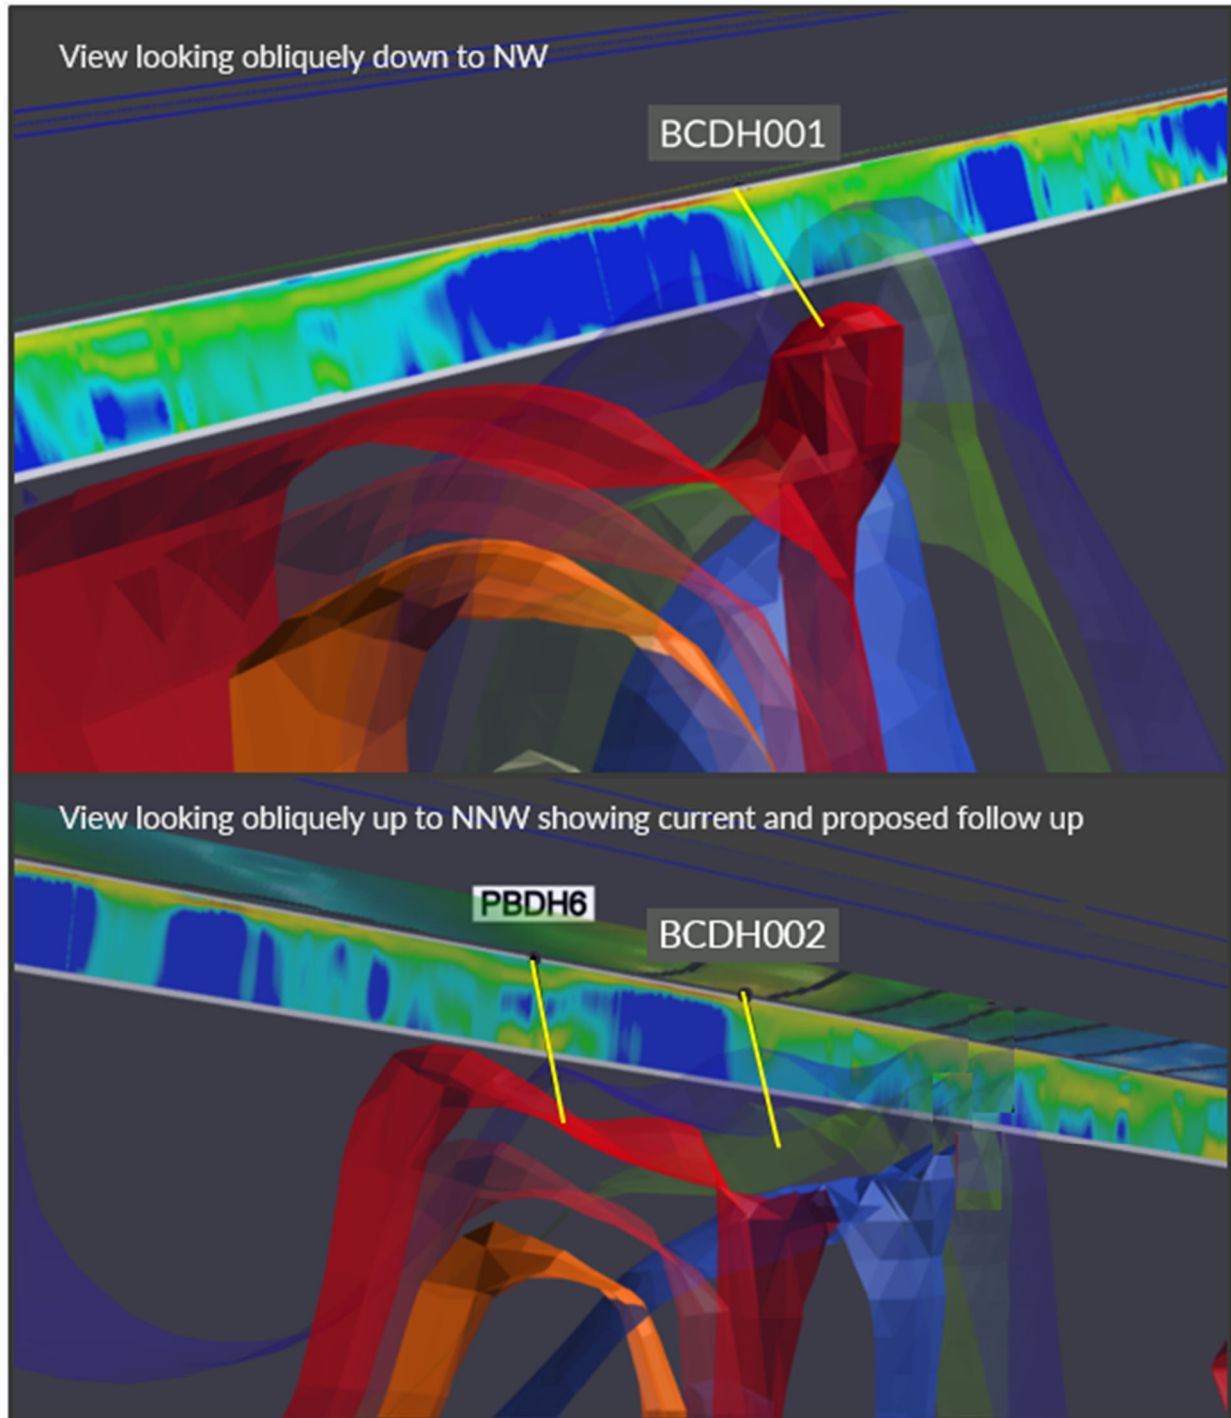 View looking obliquely down to NW
BCDH001
View looking obliquely up to NNW showing current and proposed follow up
PBDH6
BCDH002